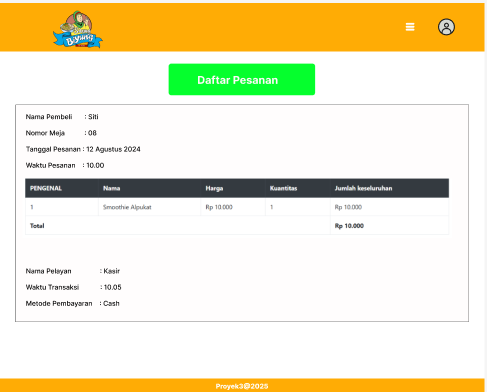 Bayung
Daftar Pesanan
Nama Pembeli : Siti
Nomor Meja : 08
Tanggal Pesanan : 12 Agustus 2024
Waktu Pesanan : 10.00
PENGENAL Nama Harga Kuantitas Jumlah keseluruhan
1 Smoothie Alpukat Rp 10.000 1 Rp 10.000
Total Rp 10.000
Nama Pelayan : Kasir
Waktu Transaksi : 10.05
Metode Pembayaran : Cash
Proyek3@2025